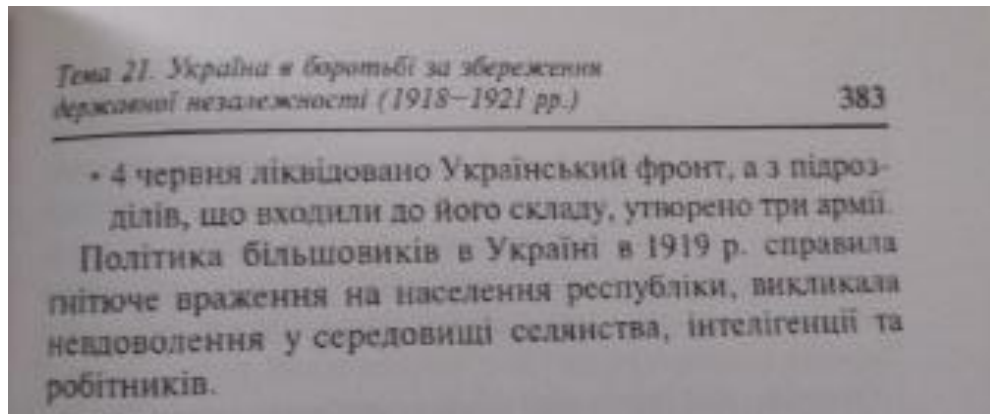 Тема 21. Україна в боротьбі за збереження
державної незалежності (1918–1921 рр.)
383
• 4 червня ліквідовано Український фронт, а з підроз-
ділів, що входили до його складу, утворено три армії.
Політика більшовиків в Україні в 1919 р. справила
гнітюче враження на населення республіки, викликала
невдоволення у середовищі селянства, інтелігенції та
робітників.